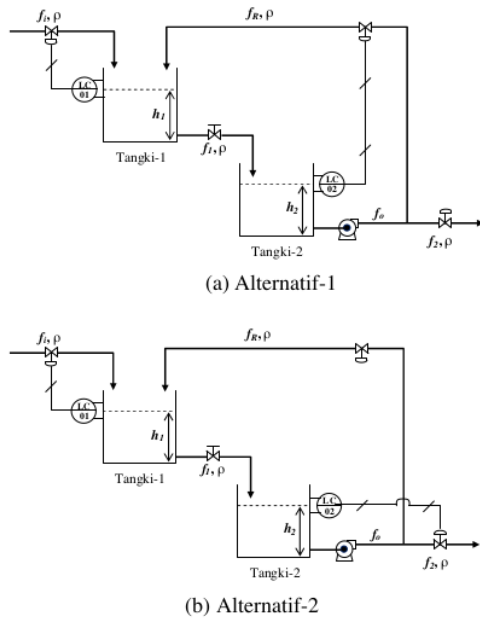 f_i, ρ
f_R, ρ
LC
01
h_1
f_1, ρ
Tangki-1
LC
02
h_2
f_o
f_2, ρ
Tangki-2
(a) Alternatif-1
f_i, ρ
f_R, ρ
LC
01
h_1
f_1, ρ
Tangki-1
LC
02
h_2
f_o
f_2, ρ
Tangki-2
(b) Alternatif-2